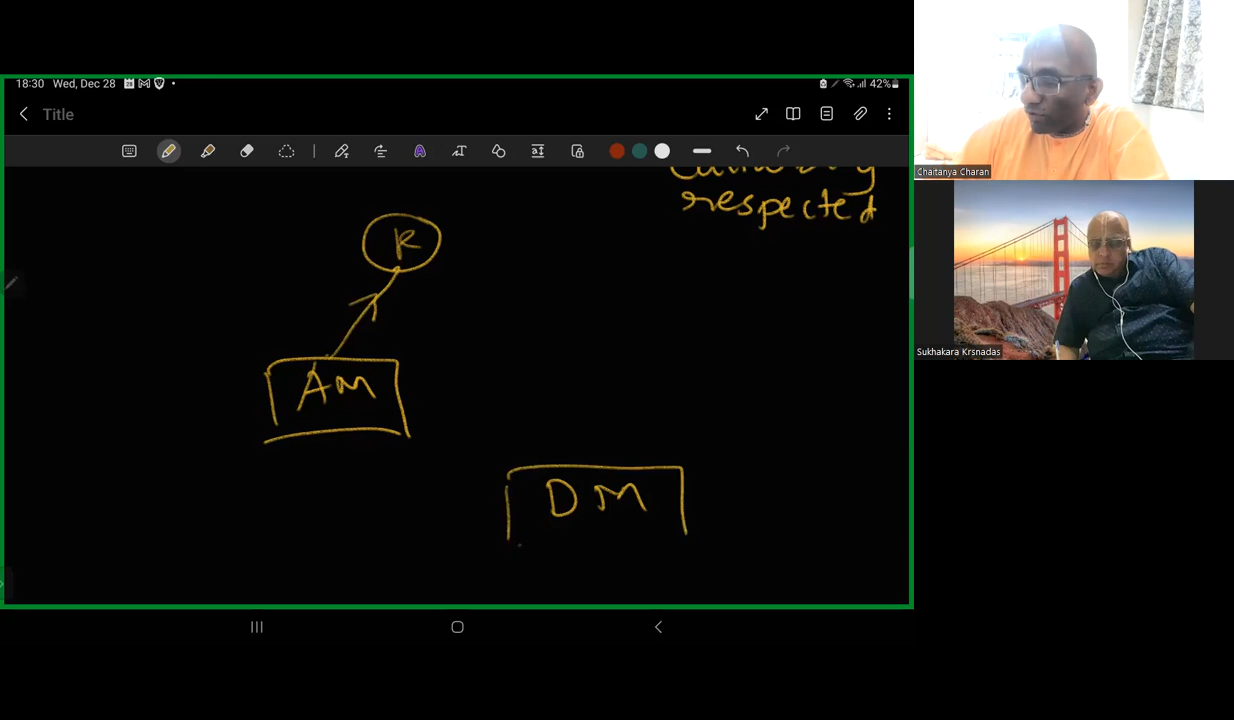 18:30 Wed, Dec 28
42%
Title
respected
R
AM
DM
Chaitanya Charan
Sukhakara Krsnadas